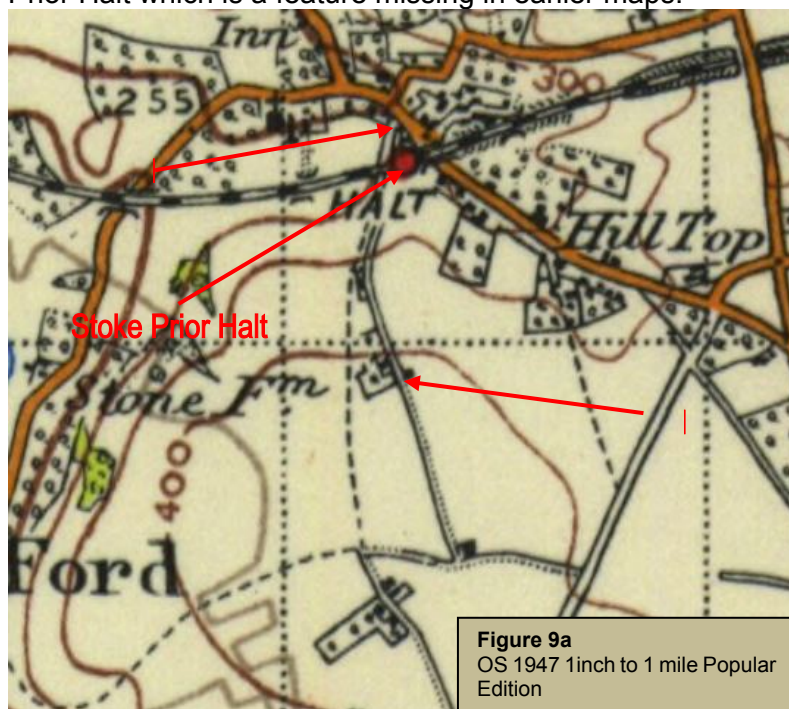 Prior Halt which is a feature missing in earlier maps.
Inn
300
255
HALT
Hill Top
Stoke Prior Halt
Stone Fm
400
Ford
Figure 9a
OS 1947 1inch to 1 mile Popular
Edition